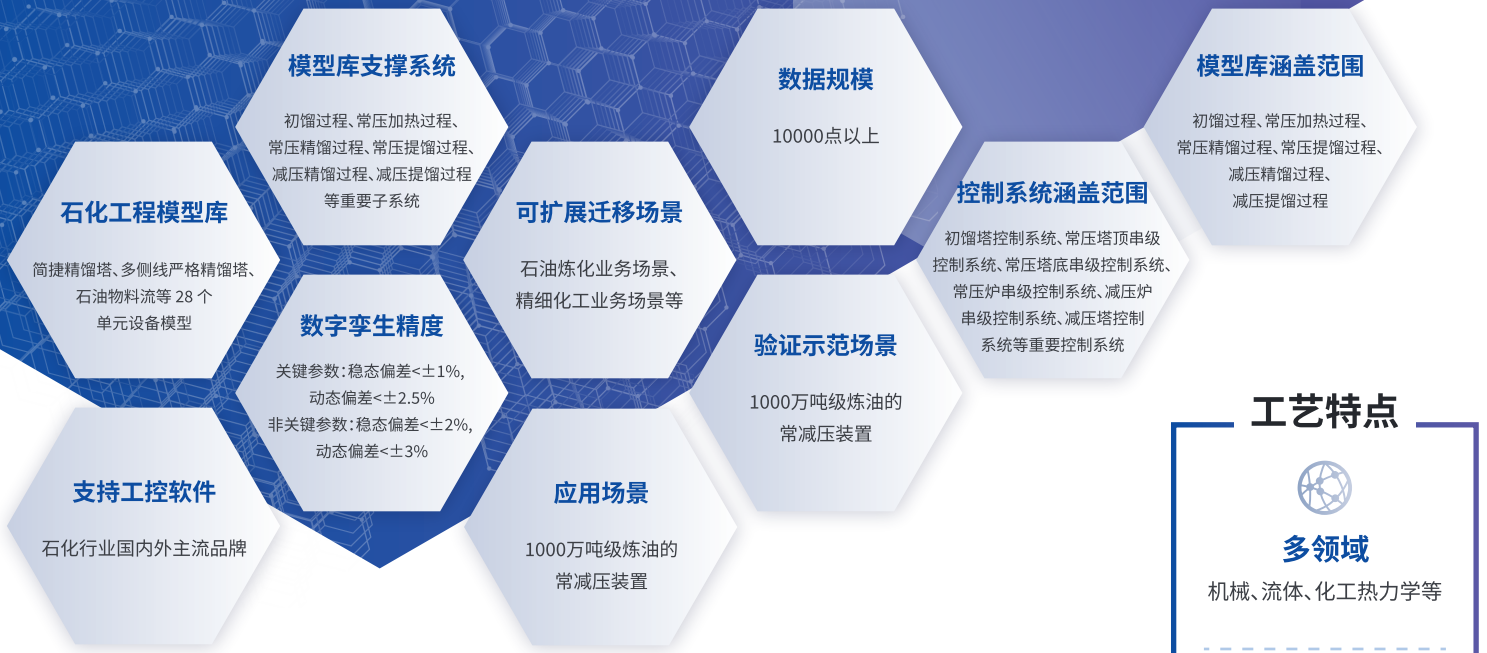 模型库支撑系统
初馏过程、常压加热过程、
常压精馏过程、常压提馏过程、
减压精馏过程、减压提馏过程
等重要子系统
数据规模
10000点以上
模型库涵盖范围
初馏过程、常压加热过程、
常压精馏过程、常压提馏过程、
减压精馏过程、
减压提馏过程
石化工程模型库
简捷精馏塔、多侧线严格精馏塔、
石油物料流等 28 个
单元设备模型
可扩展迁移场景
石油炼化业务场景、
精细化工业务场景等
控制系统涵盖范围
初馏塔控制系统、常压塔顶串级
控制系统、常压塔底串级控制系统、
常压炉串级控制系统、减压炉
串级控制系统、减压塔控制
系统等重要控制系统
数字孪生精度
关键参数：稳态偏差<±1%,
动态偏差<±2.5%
非关键参数：稳态偏差<±2%,
动态偏差<±3%
验证示范场景
1000万吨级炼油的
常减压装置
支持工控软件
石化行业国内外主流品牌
应用场景
1000万吨级炼油的
常减压装置
工艺特点
多领域
机械、流体、化工热力学等